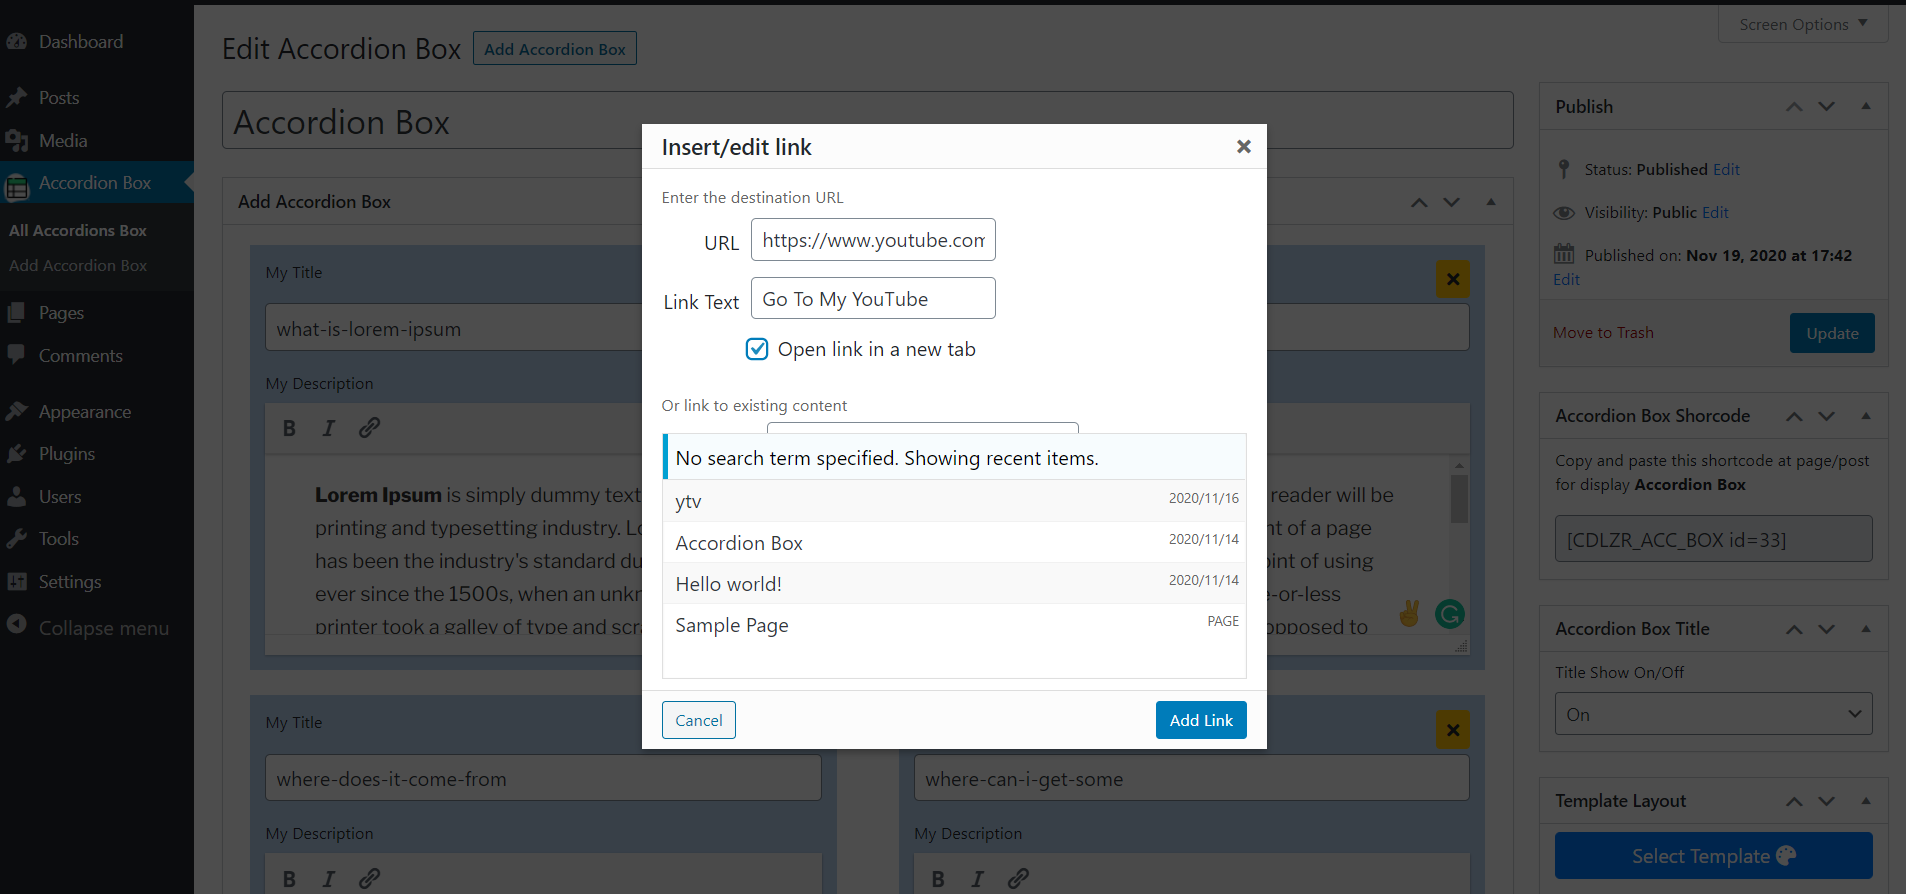 Dashboard
Posts
Media
Accordion Box
All Accordions Box
Add Accordion Box
Pages
Comments
Appearance
Plugins
Users
Tools
Settings
Collapse menu
Screen Options
Edit Accordion Box
Add Accordion Box
Accordion Box
Add Accordion Box
My Title
what-is-lorem-ipsum
My Description
B I
Lorem Ipsum is simply dummy text
printing and typesetting industry. Lo
has been the industry's standard du
ever since the 1500s, when an unkn
printer took a galley of type and scr
reader will be
nt of a page
int of using
e-or-less
opposed to
My Title
where-does-it-come-from
My Description
B I
where-can-i-get-some
My Description
B I
Insert/edit link
Enter the destination URL
URL https://www.youtube.com
Link Text Go To My YouTube
Open link in a new tab
Or link to existing content
No search term specified. Showing recent items.
ytv 2020/11/16
Accordion Box 2020/11/14
Hello world! 2020/11/14
Sample Page PAGE
Cancel
Add Link
Publish
Status: Published Edit
Visibility: Public Edit
Published on: Nov 19, 2020 at 17:42
Edit
Move to Trash
Update
Accordion Box Shorcode
Copy and paste this shortcode at page/post
for display Accordion Box
[CDLZR_ACC_BOX id=33]
Accordion Box Title
Title Show On/Off
On
Template Layout
Select Template